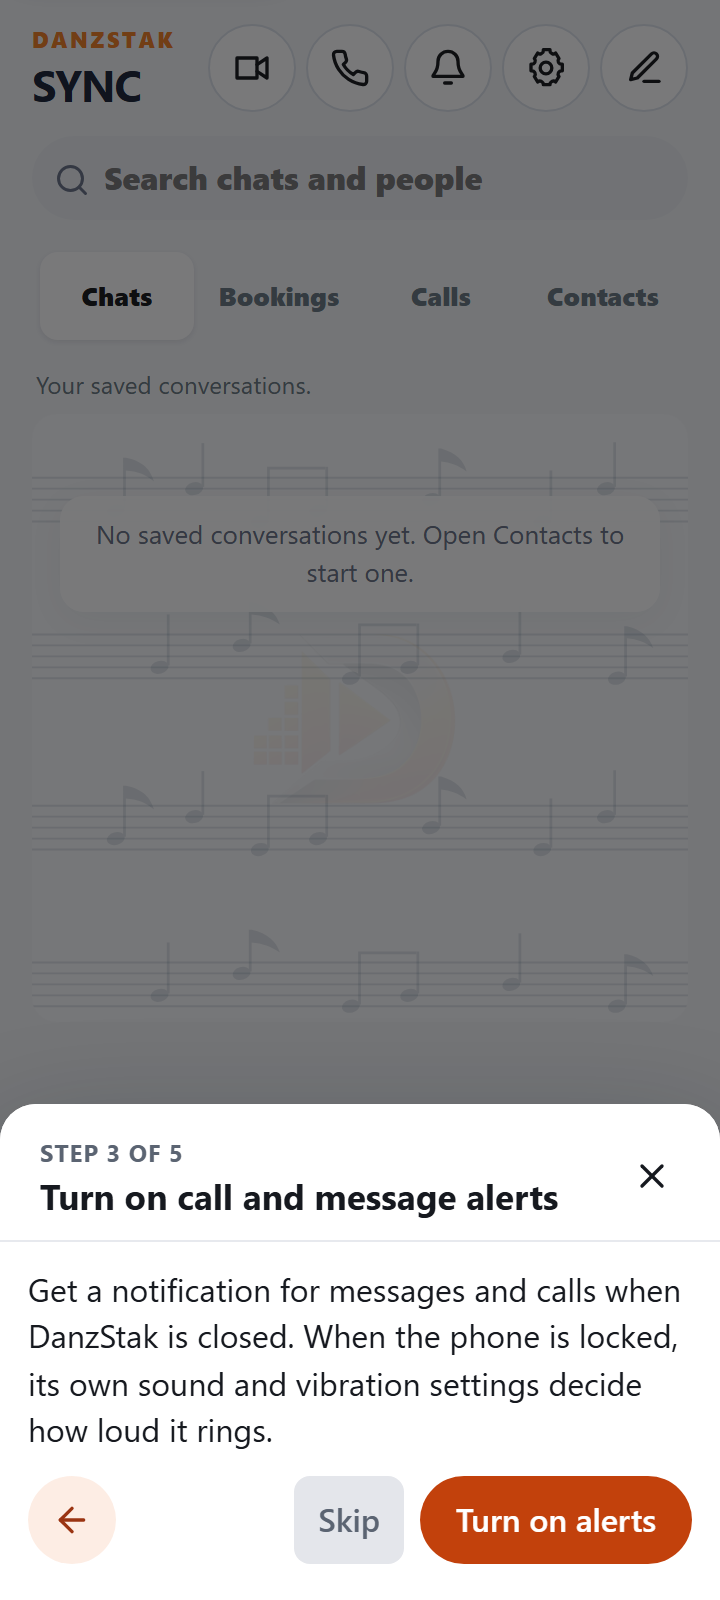 DANZSTAK
SYNC
Search chats and people
Chats
Bookings
Calls
Contacts
Your saved conversations.
No saved conversations yet. Open Contacts to
start one.
STEP 3 OF 5
Turn on call and message alerts
Get a notification for messages and calls when
DanzStak is closed. When the phone is locked,
its own sound and vibration settings decide
how loud it rings.
Skip
Turn on alerts